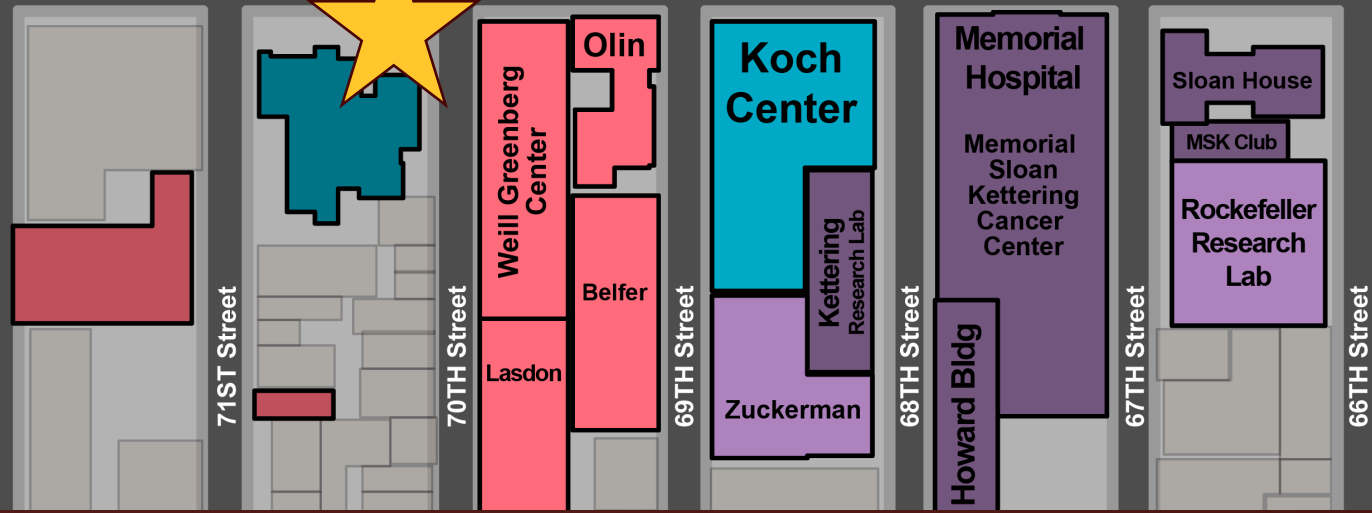 71ST Street
70TH Street
Weill Greenberg
Center
Lasdon
Olin
Belfer
69TH Street
Koch
Center
Kettering
Research Lab
Zuckerman
68TH Street
Memorial
Hospital
Memorial
Sloan
Kettering
Cancer
Center
Howard Bldg
67TH Street
Sloan House
MSK Club
Rockefeller
Research
Lab
66TH Street